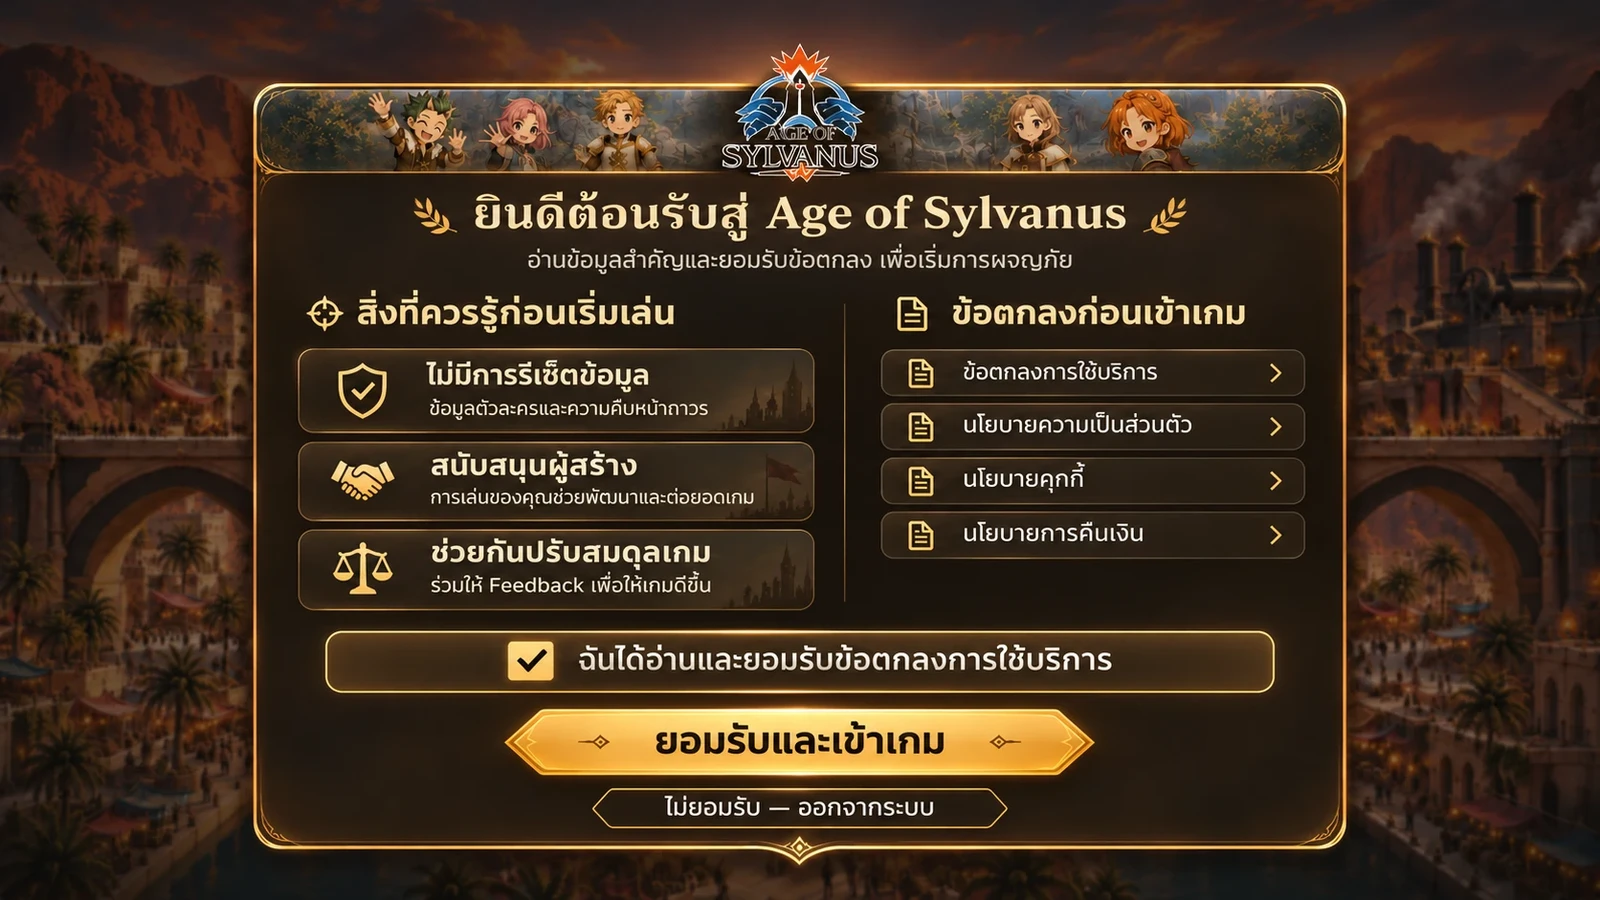 AGE OF
SYLVANUS
ยินดีต้อนรับสู่ Age of Sylvanus
อ่านข้อมูลสำคัญและยอมรับข้อตกลง เพื่อเริ่มการผจญภัย
สิ่งที่ควรรู้ก่อนเริ่มเล่น
ไม่มีการรีเซ็ตข้อมูล
ข้อมูลตัวละครและความคืบหน้าถาวร
สนับสนุนผู้สร้าง
การเล่นของคุณช่วยพัฒนาและต่อยอดเกม
ช่วยกันปรับสมดุลเกม
ร่วมให้ Feedback เพื่อให้เกมดีขึ้น
ข้อตกลงก่อนเข้าเกม
ข้อตกลงการใช้บริการ
นโยบายความเป็นส่วนตัว
นโยบายคุกกี้
นโยบายการคืนเงิน
ฉันได้อ่านและยอมรับข้อตกลงการใช้บริการ
ยอมรับและเข้าเกม
ไม่ยอมรับ — ออกจากระบบ